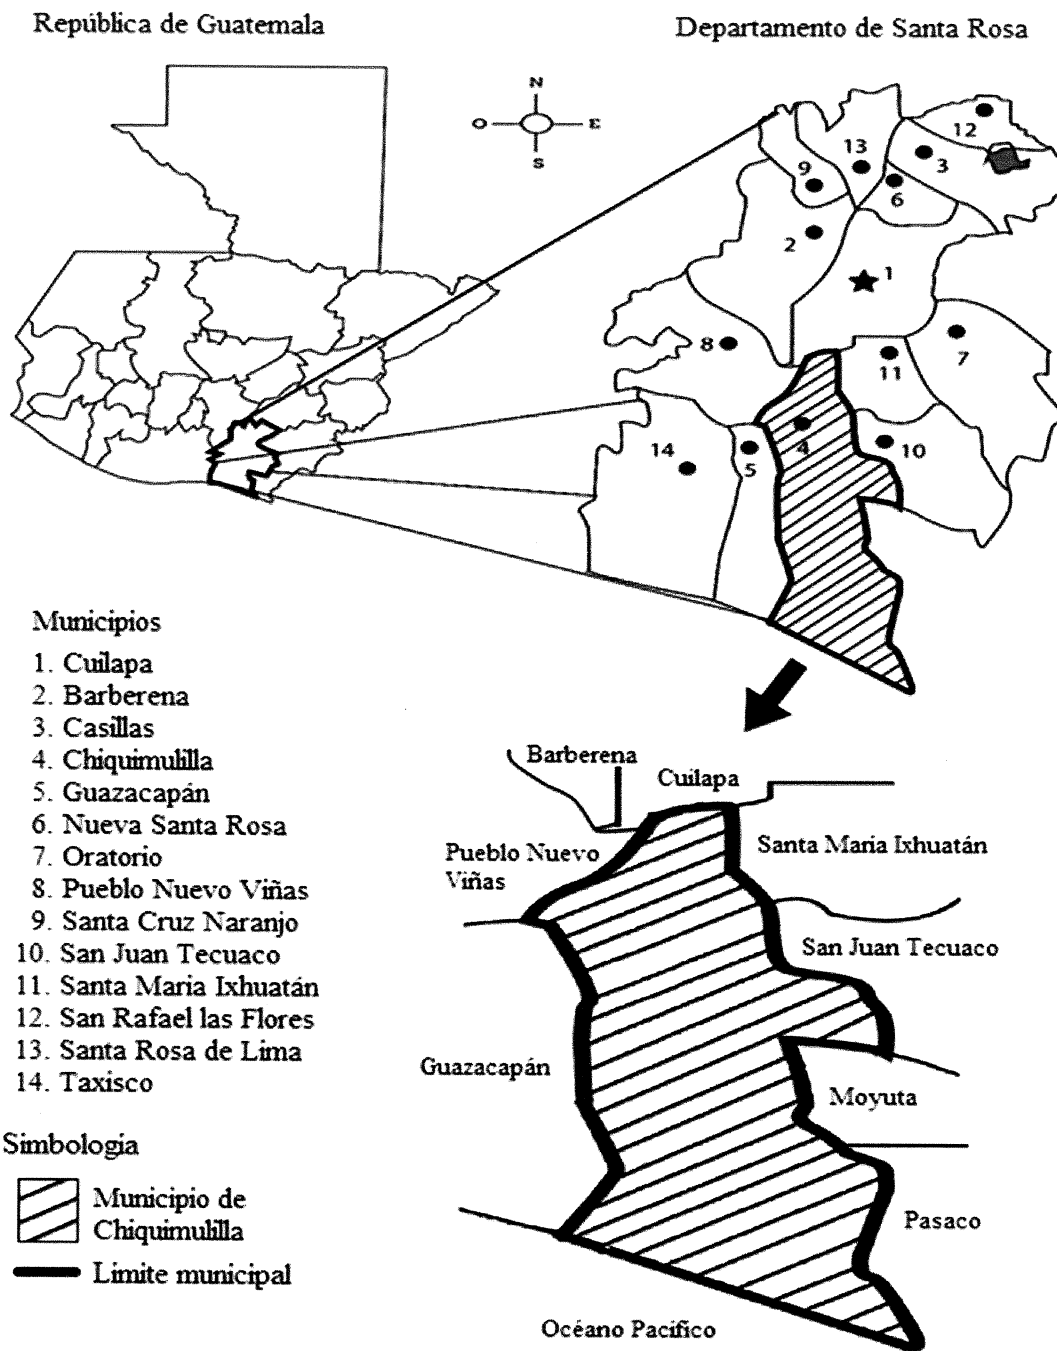 República de Guatemala
Departamento de Santa Rosa
N
O
E
S
12
13
3
9
6
2
1
8
7
11
14
5
4
10
Municipios
1. Cuilapa
2. Barberena
3. Casillas
4. Chiquimulilla
5. Guazacapán
6. Nueva Santa Rosa
7. Oratorio
8. Pueblo Nuevo Viñas
9. Santa Cruz Naranjo
10. San Juan Tecuaco
11. Santa Maria Ixhuatán
12. San Rafael las Flores
13. Santa Rosa de Lima
14. Taxisco
Simbologia
Municipio de
Chiquimulilla
Limite municipal
Barberena
Cuilapa
Pueblo Nuevo
Viñas
Santa Maria Ixhuatán
San Juan Tecuaco
Guazacapán
Moyuta
Pasaco
Océano Pacifico